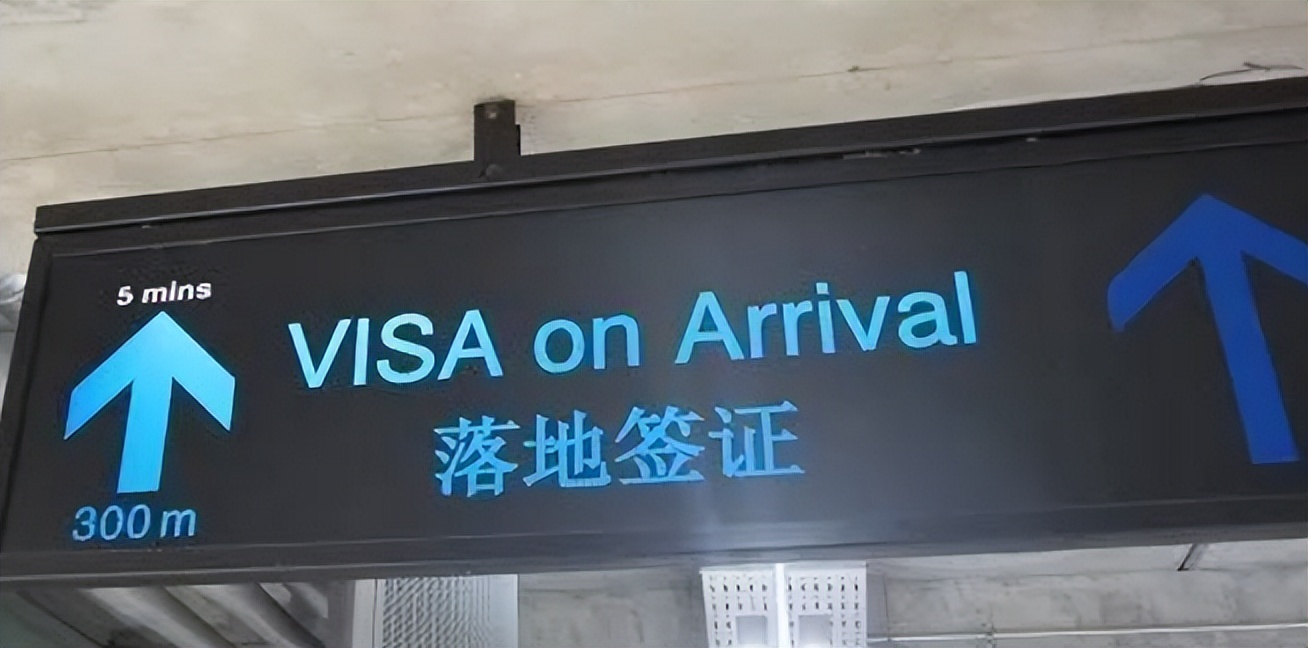 5 mins
VISA on Arrival
落地签证
300 m